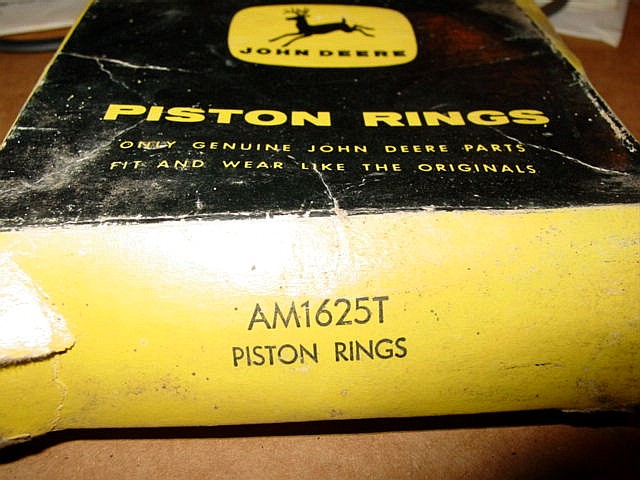 JOHN DEERE
PISTON RINGS
ONLY GENUINE JOHN DEERE PARTS
FIT AND WEAR LIKE THE ORIGINALS
AM1625T
PISTON RINGS